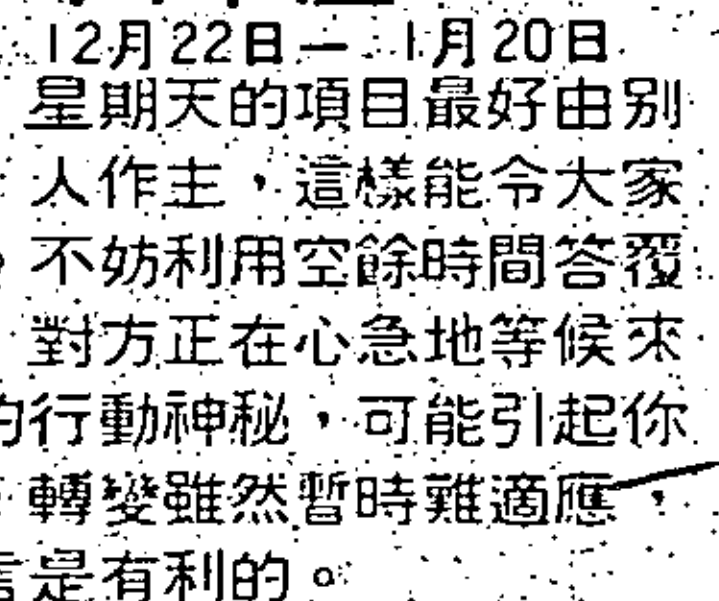 12月22日一1月20日
星期天的項目最好由別
人作主，這樣能令大家
不妨利用空餘時間答覆
對方正在心急地等候來
的行動神秘，可能引起你
轉變雖然暫時難適應，
言是有利的。